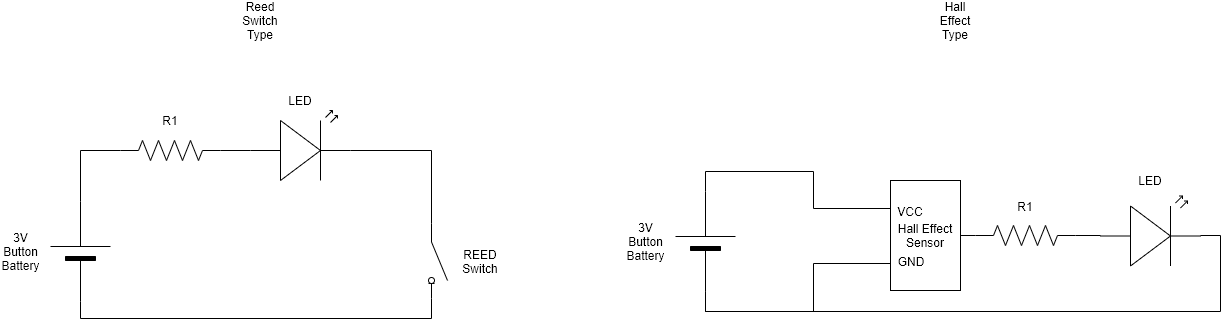 Reed
Switch
Type
LED
R1
3V
Button
Battery
REED
Switch
Hall
Effect
Type
LED
R1
VCC
Hall Effect
Sensor
GND
3V
Button
Battery